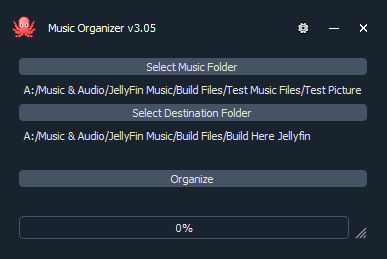 Music Organizer v3.05
Select Music Folder
A:/Music & Audio/JellyFin Music/Build Files/Test Music Files/Test Picture
Select Destination Folder
A:/Music & Audio/JellyFin Music/Build Files/Build Here Jellyfin
Organize
0%